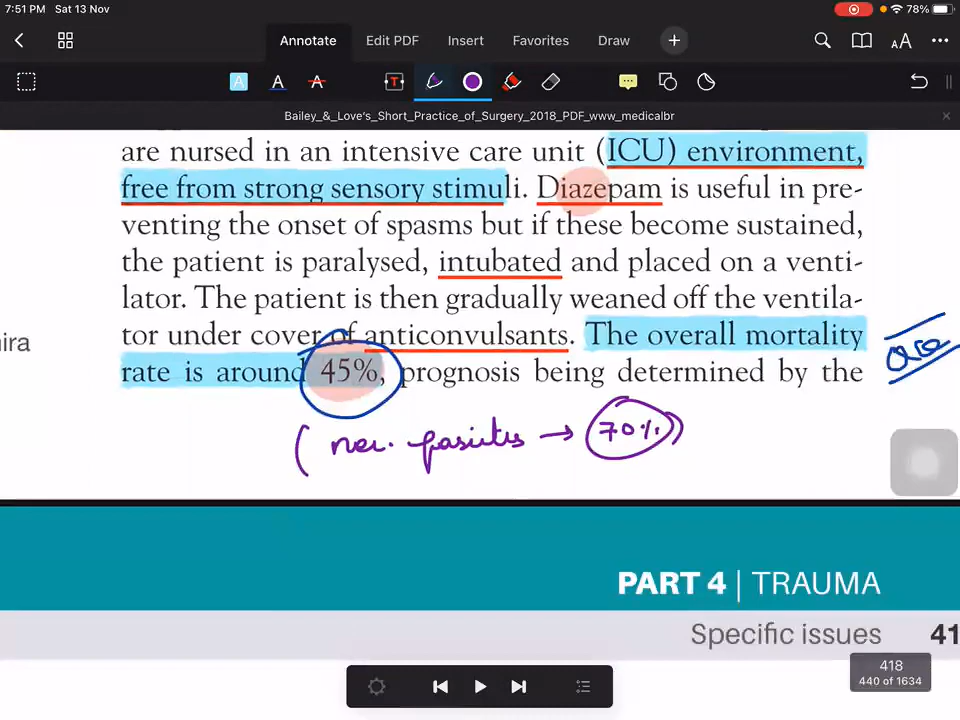 7:51 PM Sat 13 Nov 78%
Annotate Edit PDF Insert Favorites Draw
Bailey_&_Love's_Short_Practice_of_Surgery_2018_PDF_www_medicalbr
are nursed in an intensive care unit (ICU) environment,
free from strong sensory stimuli. Diazepam is useful in pre-
venting the onset of spasms but if these become sustained,
the patient is paralysed, intubated and placed on a venti-
lator. The patient is then gradually weaned off the ventila-
tor under cover of anticonvulsants. The overall mortality
rate is around 45%, prognosis being determined by the
(nec. fasciitis → 70%)
PART 4 | TRAUMA
Specific issues 41
418
440 of 1634